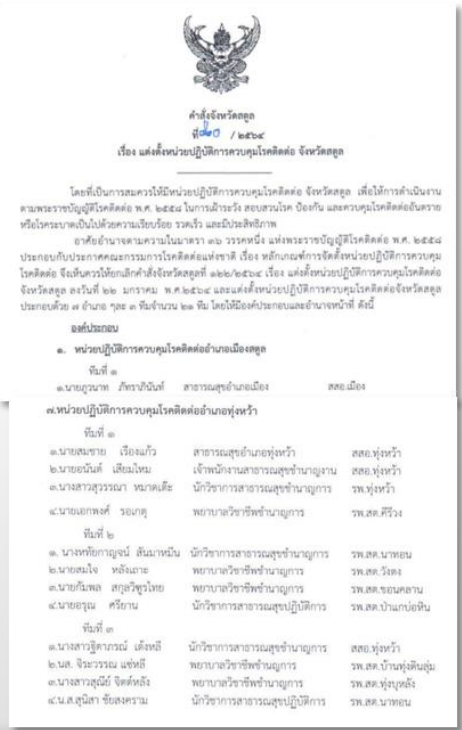 คำสั่งจังหวัดสตูล
ที่ / ๒๕๖๔
เรื่อง แต่งตั้งหน่วยปฏิบัติการควบคุมโรคติดต่อ จังหวัดสตูล
โดยที่เป็นการสมควรให้มีหน่วยปฏิบัติการควบคุมโรคติดต่อ จังหวัดสตูล เพื่อให้การดำเนินงาน
ตามพระราชบัญญัติโรคติดต่อ พ.ศ. ๒๕๕๘ ในการเฝ้าระวัง สอบสวนโรค ป้องกัน และควบคุมโรคติดต่ออันตราย
หรือโรคระบาดเป็นไปด้วยความเรียบร้อย รวดเร็ว และมีประสิทธิภาพ
อาศัยอำนาจตามความในมาตรา ๓๖ วรรคหนึ่ง แห่งพระราชบัญญัติโรคติดต่อ พ.ศ. ๒๕๕๘
ประกอบกับประกาศคณะกรรมการโรคติดต่อแห่งชาติ เรื่อง หลักเกณฑ์การจัดตั้งหน่วยปฏิบัติการควบคุม
โรคติดต่อ จึงเห็นควรให้ยกเลิกคำสั่งจังหวัดสตูลที่ ๑๒๒/๒๕๖๔ เรื่อง แต่งตั้งหน่วยปฏิบัติการควบคุมโรคติดต่อ
จังหวัดสตูล ลงวันที่ ๒๒ มกราคม พ.ศ.๒๕๖๔ และแต่งตั้งหน่วยปฏิบัติการควบคุมโรคติดต่อจังหวัดสตูล
ประกอบด้วย ๗ อำเภอ ๆละ ๓ ทีมจำนวน ๒๑ ทีม โดยให้มีองค์ประกอบและอำนาจหน้าที่ ดังนี้
องค์ประกอบ
๑. หน่วยปฏิบัติการควบคุมโรคติดต่ออำเภอเมืองสตูล
ทีมที่ ๑
๑.นายภูวนาท ภัทราภินันท์ สาธารณสุขอำเภอเมือง สสอ.เมือง
๗.หน่วยปฏิบัติการควบคุมโรคติดต่ออำเภอทุ่งหว้า
ทีมที่ ๑
๑.นายสมชาย เรืองแก้ว สาธารณสุขอำเภอทุ่งหว้า สสอ.ทุ่งหว้า
๒.นายอนันต์ เสียมไหม เจ้าพนักงานสาธารณสุขชำนาญงาน สสอ.ทุ่งหว้า
๓.นางสาวสุวรรณา หมาดเต๊ะ นักวิชาการสาธารณสุขชำนาญการ รพ.ทุ่งหว้า
๔.นายเอกพงศ์ รอเกตุ พยาบาลวิชาชีพชำนาญการ รพ.สต.คีรีวง
ทีมที่ ๒
๑. นางหทัยกาญจน์ สันมาหมีน นักวิชาการสาธารณสุขชำนาญการ รพ.สต.นาทอน
๒.นายสมใจ หลังเถาะ พยาบาลวิชาชีพชำนาญการ รพ.สต.วังตง
๓.นายกัมพล สกุลวิฑูรไทย พยาบาลวิชาชีพชำนาญการ รพ.สต.ขอนคลาน
๔.นายอรุณ ศรียาน นักวิชาการสาธารณสุขปฏิบัติการ รพ.สต.ป่าแกบ่อหิน
ทีมที่ ๓
๑.นางสาวฐิตาภรณ์ เต็งหลี นักวิชาการสาธารณสุขชำนาญการ สสอ.ทุ่งหว้า
๒.นส. จิระวรรณ แซ่หลี พยาบาลวิชาชีพชำนาญการ รพ.สต.บ้านทุ่งดินลุ่ม
๓.นางสาวสุณีย์ จิตต์หลัง พยาบาลวิชาชีพชำนาญการ รพ.สต.ทุ่งบุหลัง
๔.น.ส.สุนิสา ชัยสงคราม นักวิชาการสาธารณสุขปฏิบัติการ รพ.สต.นาทอน